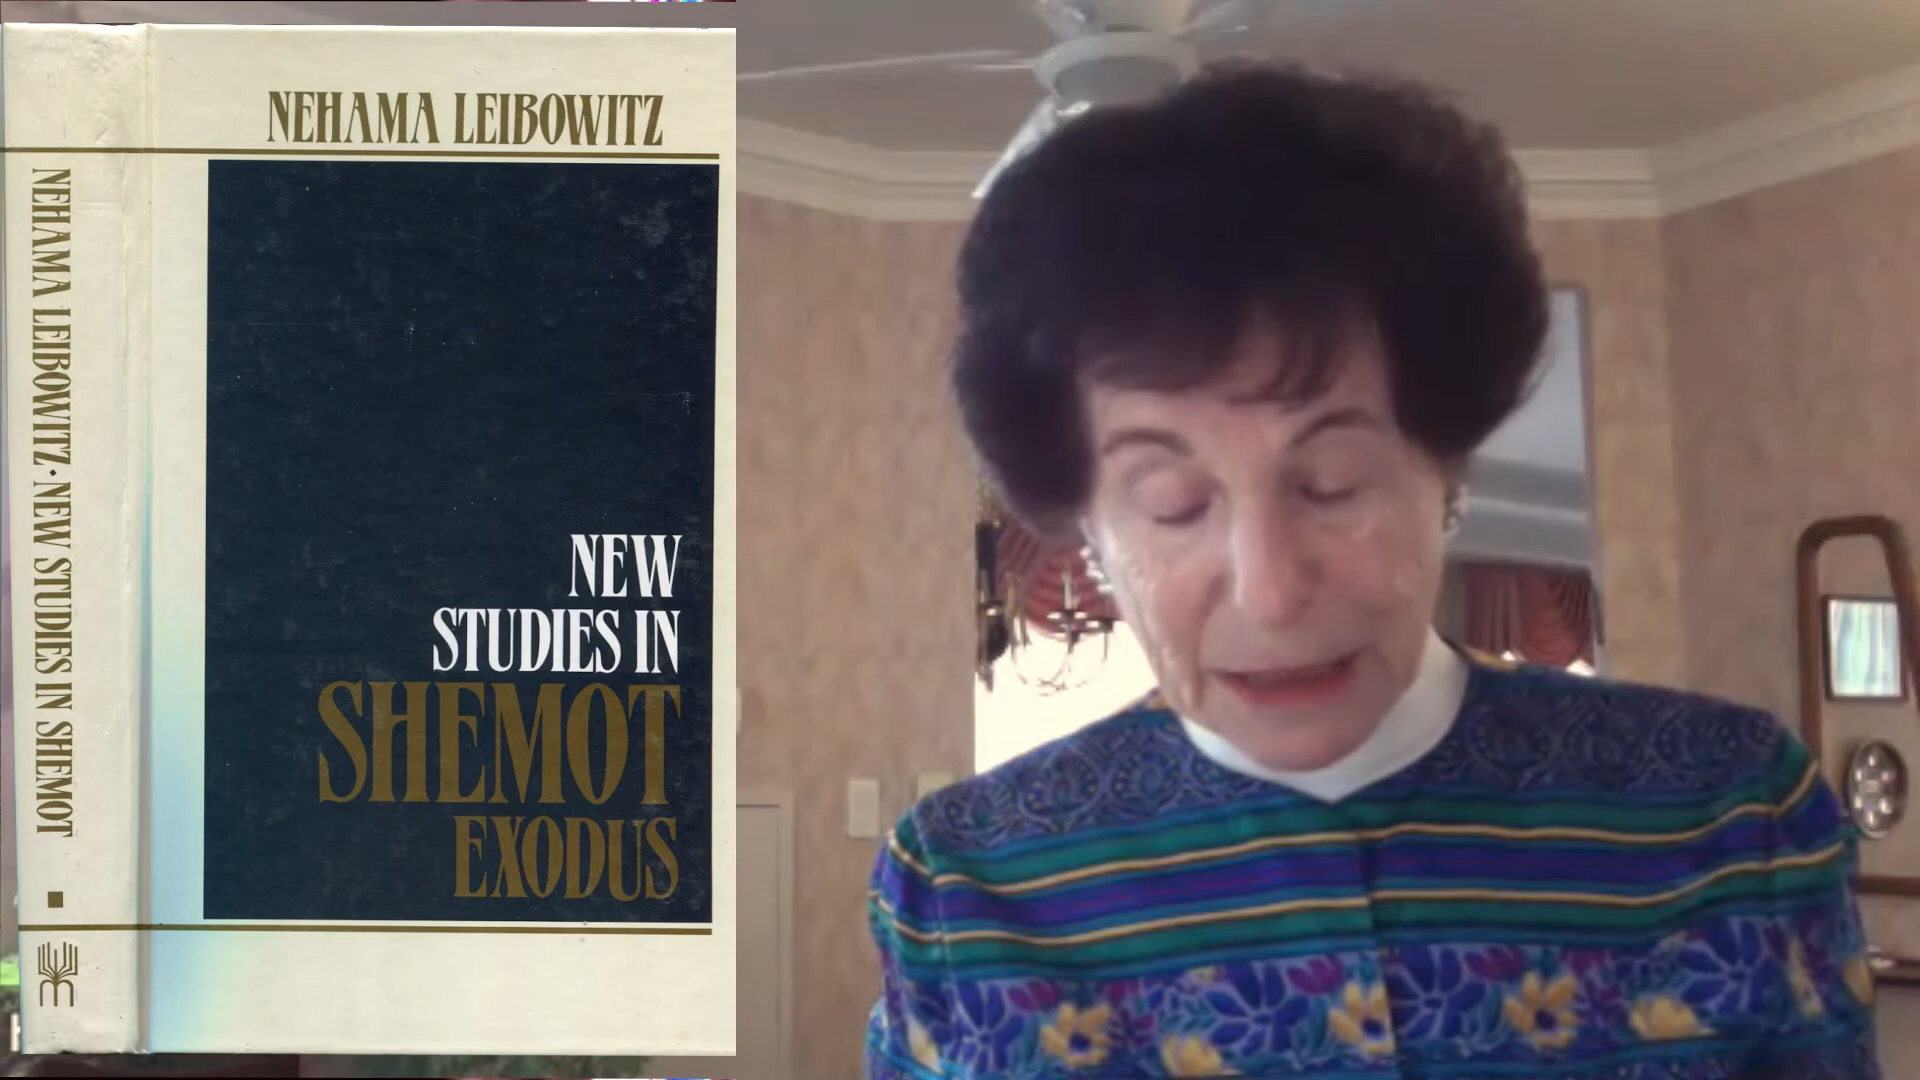 NEHAMA LEIBOWITZ
NEHAMA LEIBOWITZ · NEW STUDIES IN SHEMOT
NEW
STUDIES IN
SHEMOT
EXODUS